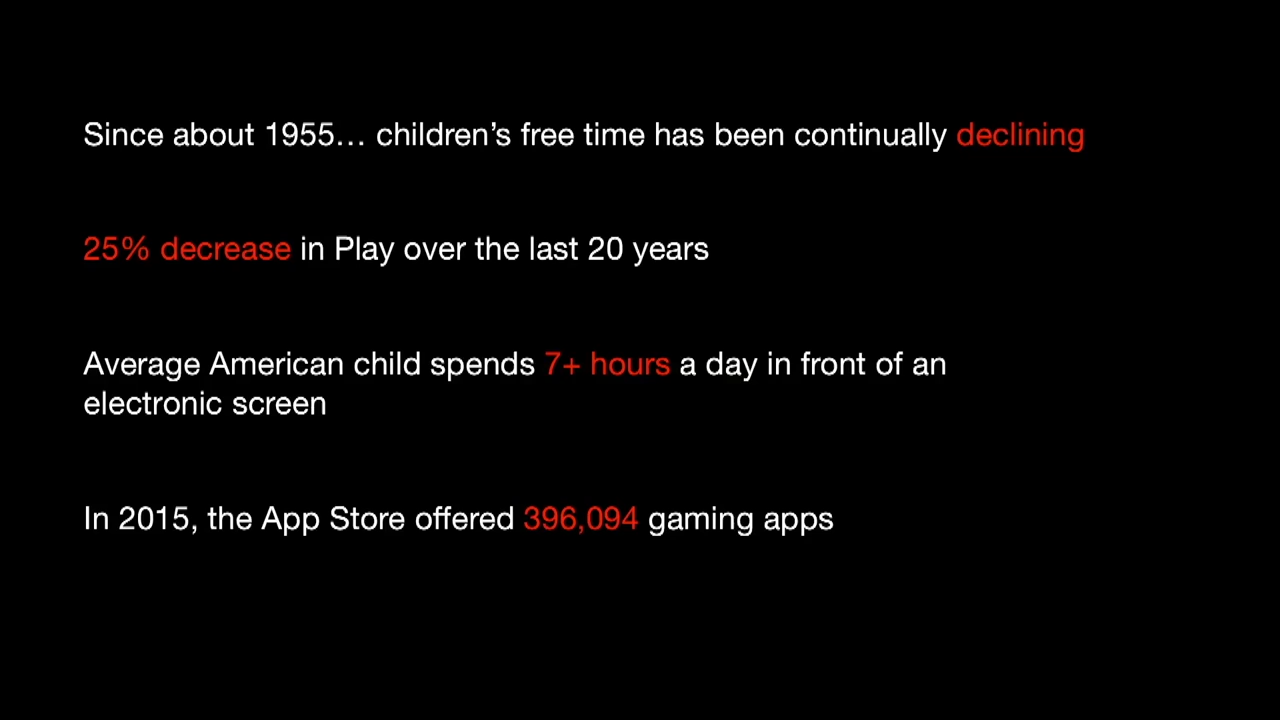 Since about 1955… children’s free time has been continually declining
25% decrease in Play over the last 20 years
Average American child spends 7+ hours a day in front of an
electronic screen
In 2015, the App Store offered 396,094 gaming apps